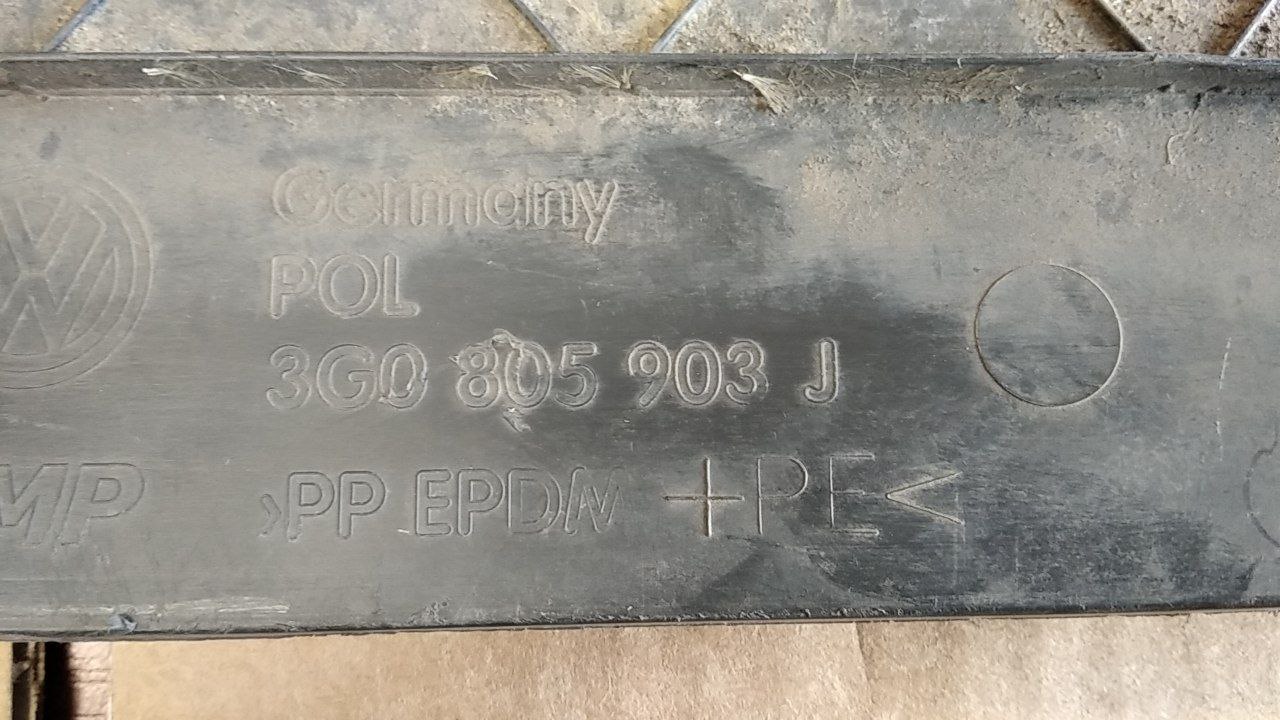 Germany
POL
3G0 805 903 J
MP >PP EPDM +PE<